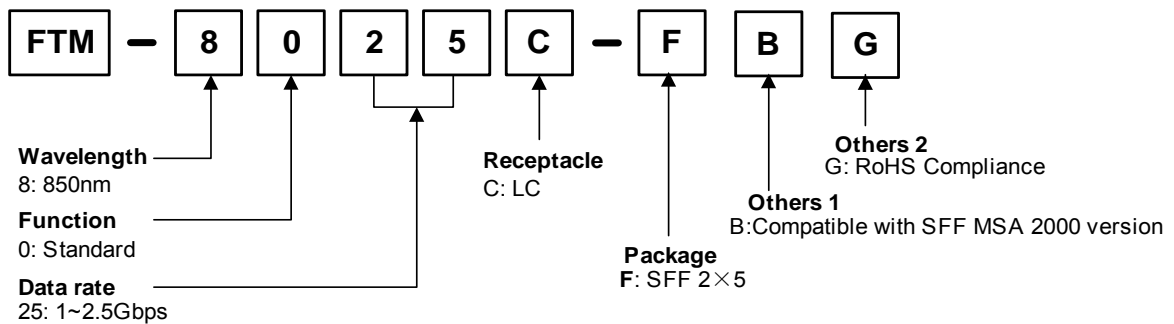 FTM - 8 0 2 5 C - F B G
Wavelength
8: 850nm
Function
0: Standard
Data rate
25: 1~2.5Gbps
Receptacle
C: LC
Package
F: SFF 2×5
Others 1
B:Compatible with SFF MSA 2000 version
Others 2
G: RoHS Compliance